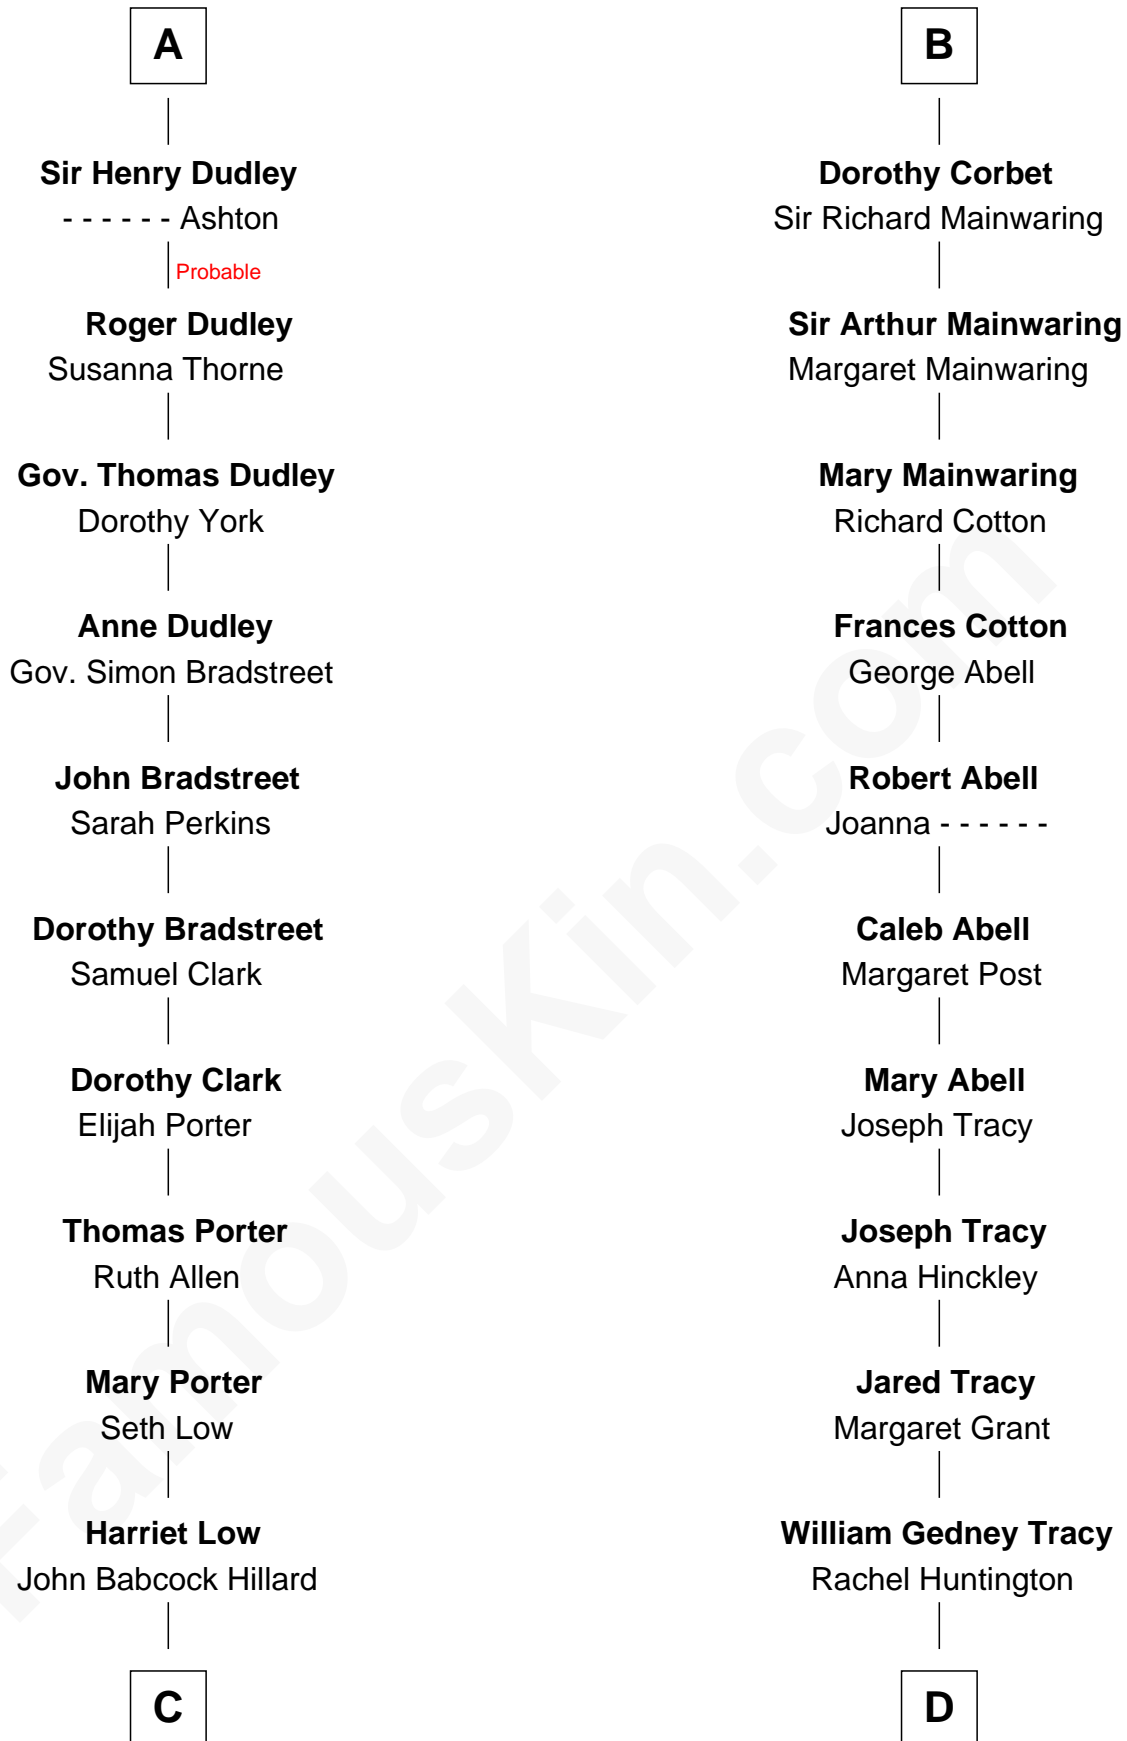 A
Sir Henry Dudley
- - - - - - Ashton
Probable
Roger Dudley
Susanna Thorne
Gov. Thomas Dudley
Dorothy York
Anne Dudley
Gov. Simon Bradstreet
John Bradstreet
Sarah Perkins
Dorothy Bradstreet
Samuel Clark
Dorothy Clark
Elijah Porter
Thomas Porter
Ruth Allen
Mary Porter
Seth Low
Harriet Low
John Babcock Hillard
C
B
Dorothy Corbet
Sir Richard Mainwaring
Sir Arthur Mainwaring
Margaret Mainwaring
Mary Mainwaring
Richard Cotton
Frances Cotton
George Abell
Robert Abell
Joanna - - - - - -
Caleb Abell
Margaret Post
Mary Abell
Joseph Tracy
Joseph Tracy
Anna Hinckley
Jared Tracy
Margaret Grant
William Gedney Tracy
Rachel Huntington
D
FamousKin.com